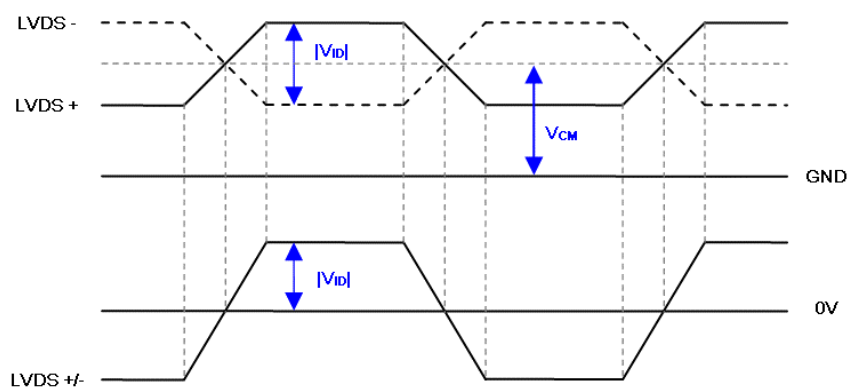 LVDS -
|VID|
LVDS +
VCM
GND
|VID|
0V
LVDS +/-